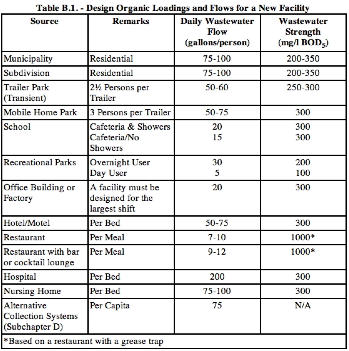 Table B.1. - Design Organic Loadings and Flows for a New Facility
Source Remarks Daily Wastewater Flow (gallons/person) Wastewater Strength (mg/l BOD₅)
Municipality Residential 75-100 200-350
Subdivision Residential 75-100 200-350
Trailer Park (Transient) 2½ Persons per Trailer 50-60 250-300
Mobile Home Park 3 Persons per Trailer 50-75 300
School Cafeteria & Showers 20 300
Cafeteria/No Showers 15 300
Recreational Parks Overnight User 30 200
Day User 5 100
Office Building or Factory A facility must be designed for the largest shift 20 300
Hotel/Motel Per Bed 50-75 300
Restaurant Per Meal 7-10 1000*
Restaurant with bar or cocktail lounge Per Meal 9-12 1000*
Hospital Per Bed 200 300
Nursing Home Per Bed 75-100 300
Alternative Collection Systems (Subchapter D) Per Capita 75 N/A
*Based on a restaurant with a grease trap